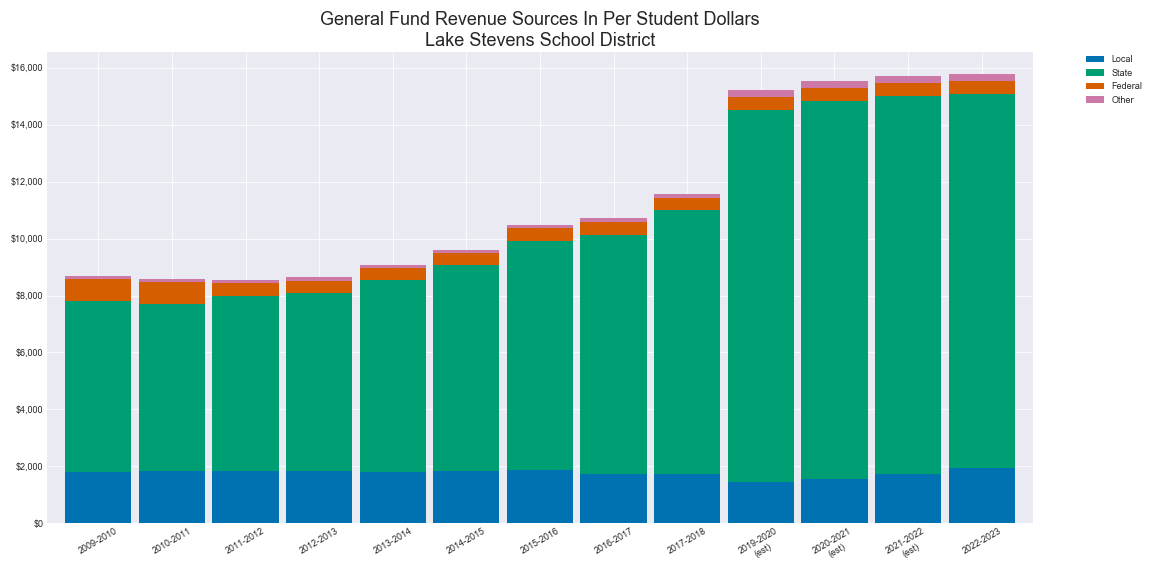 General Fund Revenue Sources In Per Student Dollars
Lake Stevens School District
$16,000
$14,000
$12,000
$10,000
$8,000
$6,000
$4,000
$2,000
$0
2009-2010
2010-2011
2011-2012
2012-2013
2013-2014
2014-2015
2015-2016
2016-2017
2017-2018
2019-2020
(est)
2020-2021
(est)
2021-2022
(est)
2022-2023
Local
State
Federal
Other